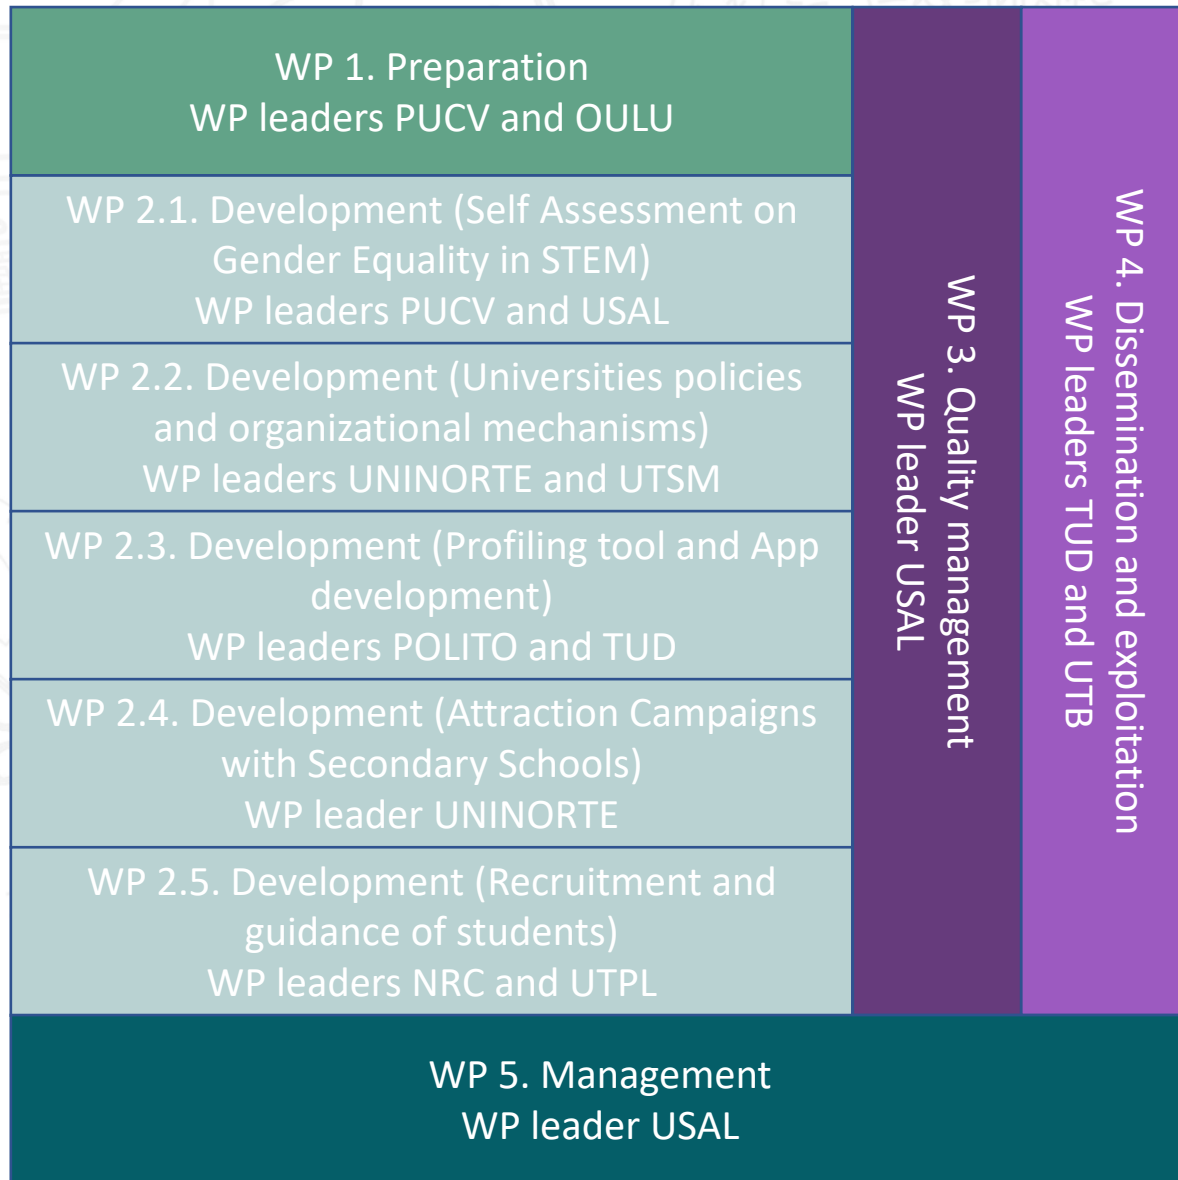 WP 1. Preparation
WP leaders PUCV and OULU
WP 2.1. Development (Self Assessment on
Gender Equality in STEM)
WP leaders PUCV and USAL
WP 2.2. Development (Universities policies
and organizational mechanisms)
WP leaders UNINORTE and UTSM
WP 2.3. Development (Profiling tool and App
development)
WP leaders POLITO and TUD
WP 2.4. Development (Attraction Campaigns
with Secondary Schools)
WP leader UNINORTE
WP 2.5. Development (Recruitment and
guidance of students)
WP leaders NRC and UTPL
WP 3. Quality management
WP leader USAL
WP 4. Dissemination and exploitation
WP leaders TUD and UTB
WP 5. Management
WP leader USAL